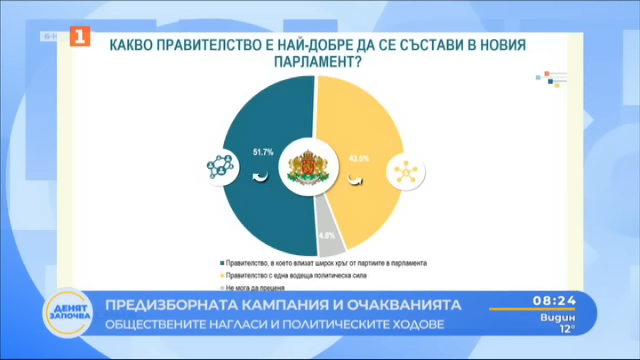 1
КАКВО ПРАВИТЕЛСТВО Е НАЙ-ДОБРЕ ДА СЕ СЪСТАВИ В НОВИЯ
ПАРЛАМЕНТ?
51.7%
43.5%
4.8%
Правителство, в което влизат широк кръг от партиите в парламента
Правителство с една водеща политическа сила
Не мога да преценя
ДЕНЯТ
ЗАПОЧВА
ПРЕДИЗБОРНАТА КАМПАНИЯ И ОЧАКВАНИЯТА
ОБЩЕСТВЕНИТЕ НАГЛАСИ И ПОЛИТИЧЕСКИТЕ ХОДОВЕ
08:24
Видин
12°